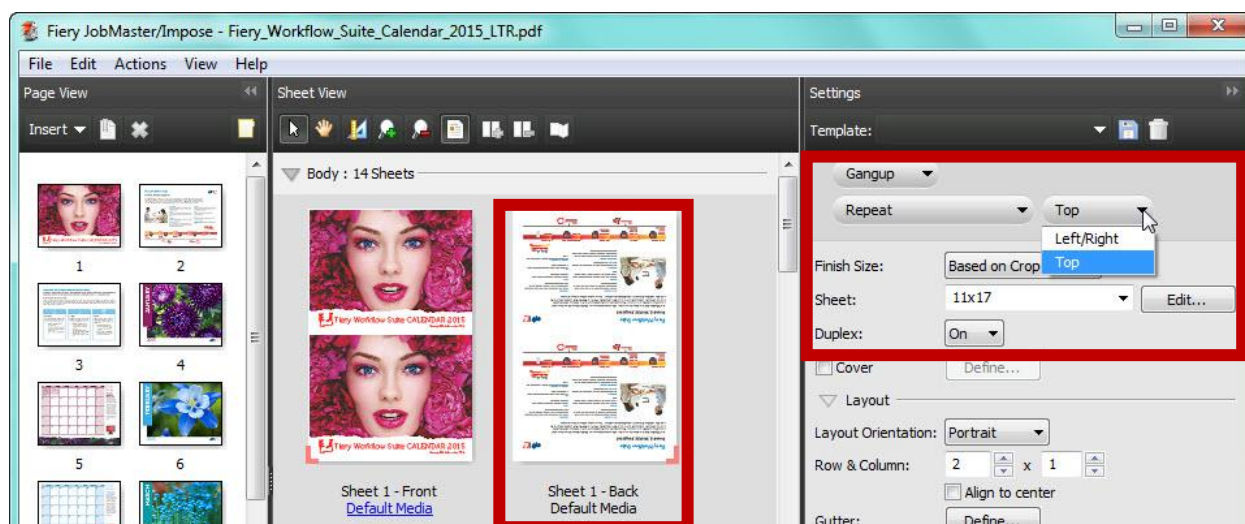 Fiery JobMaster/Impose - Fiery_Workflow_Suite_Calendar_2015_LTR.pdf
File Edit Actions View Help
Page View
Insert
1
2
3
4
5
6
Sheet View
Body : 14 Sheets
Fiery Workflow Suite CALENDAR 2015
Fiery Workflow Suite CALENDAR 2015
Sheet 1 - Front
Default Media
Sheet 1 - Back
Default Media
Settings
Template:
Gangup
Repeat
Top
Left/Right
Top
Finish Size:
Based on Crop
Sheet:
11x17
Edit...
Duplex:
On
Cover
Define...
Layout
Layout Orientation:
Portrait
Row & Column:
2 x 1
Align to center
Gutter:
Define...